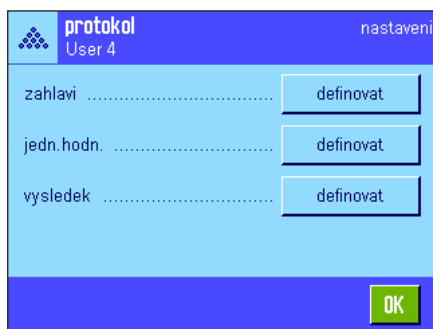 protokol nastaveni
User 4
zahlavi ................................. definovat
jedn.hodn. .............................. definovat
vysledek .............................. definovat
OK